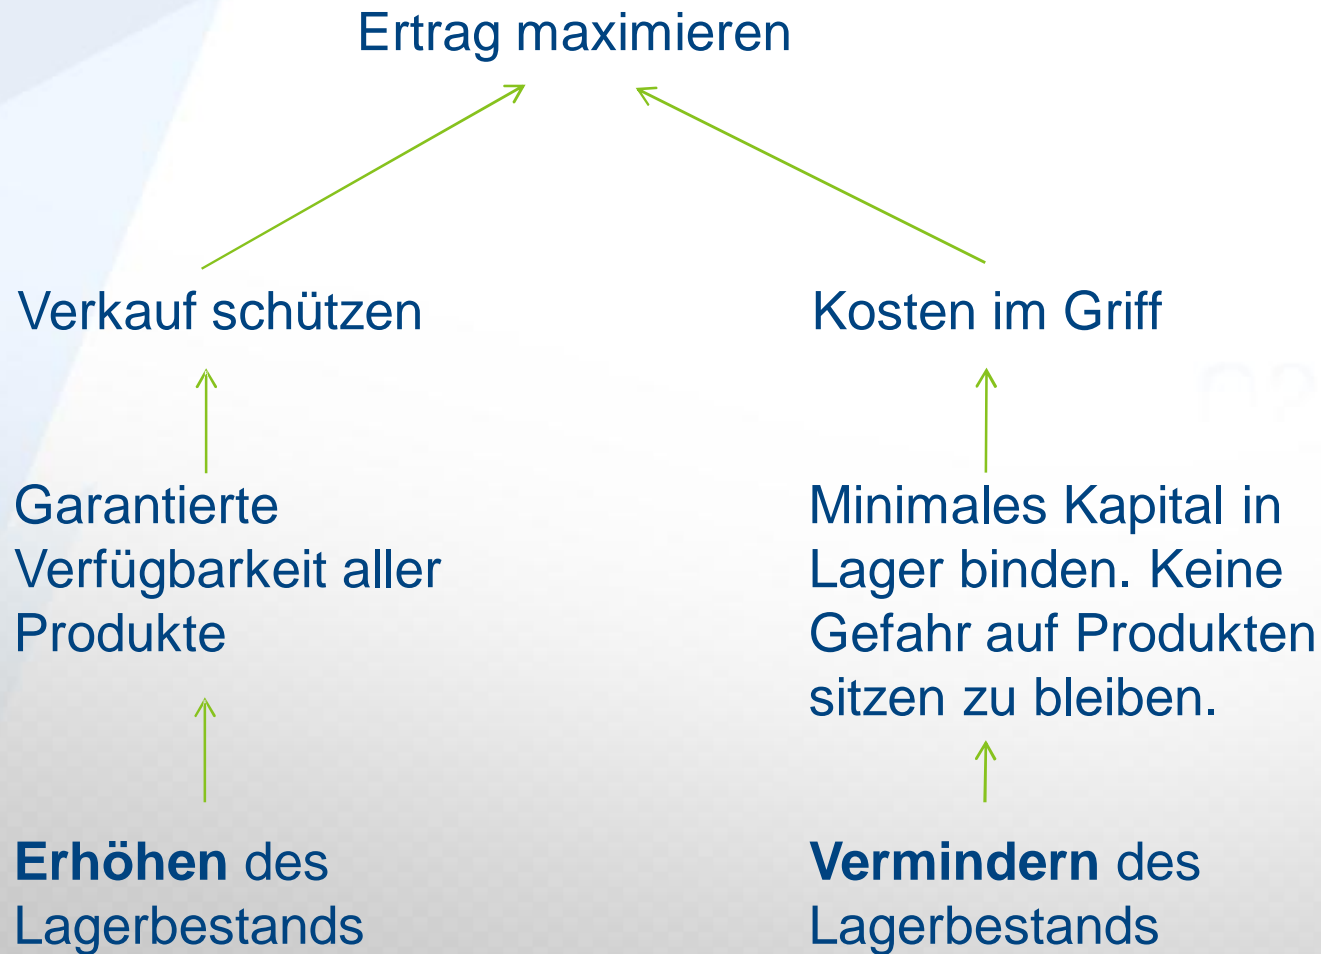 Ertrag maximieren
Verkauf schützen
Kosten im Griff
Garantierte
Verfügbarkeit aller
Produkte
Minimales Kapital in
Lager binden. Keine
Gefahr auf Produkten
sitzen zu bleiben.
Erhöhen des
Lagerbestands
Vermindern des
Lagerbestands